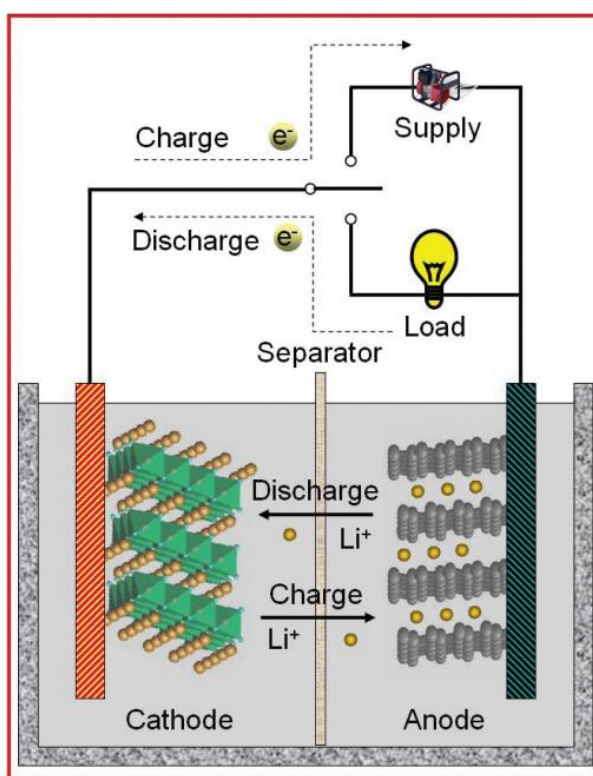 Supply
Charge e⁻
Discharge e⁻
Load
Separator
Discharge
Li⁺
Charge
Li⁺
Cathode
Anode